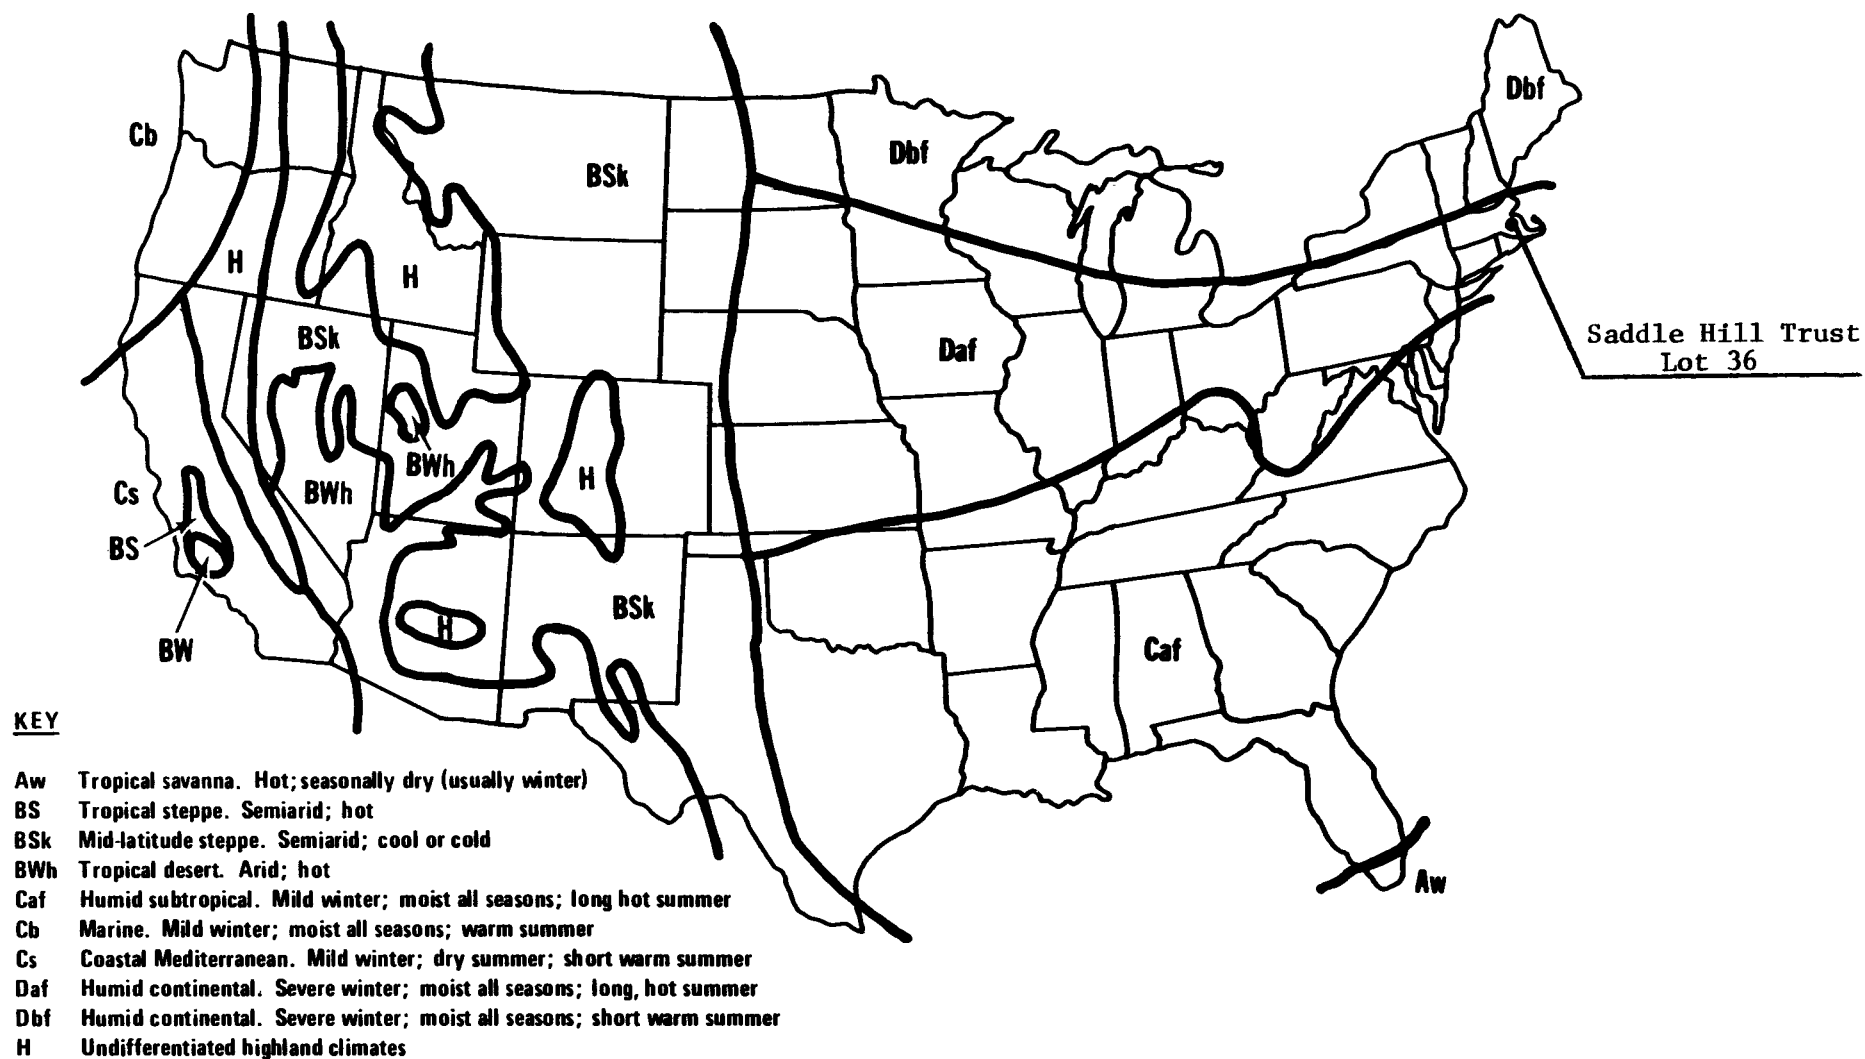 Dbf
Cb
Dbf
BSk
H
H
Saddle Hill Trust
Lot 36
BSk
Daf
BWh
H
BWh
Cs
BS
BSk
H
BW
Caf
KEY
Aw Tropical savanna. Hot; seasonally dry (usually winter)
BS Tropical steppe. Semiarid; hot
BSk Mid-latitude steppe. Semiarid; cool or cold
BWh Tropical desert. Arid; hot
Aw
Caf Humid subtropical. Mild winter; moist all seasons; long hot summer
Cb Marine. Mild winter; moist all seasons; warm summer
Cs Coastal Mediterranean. Mild winter; dry summer; short warm summer
Daf Humid continental. Severe winter; moist all seasons; long, hot summer
Dbf Humid continental. Severe winter; moist all seasons; short warm summer
H Undifferentiated highland climates